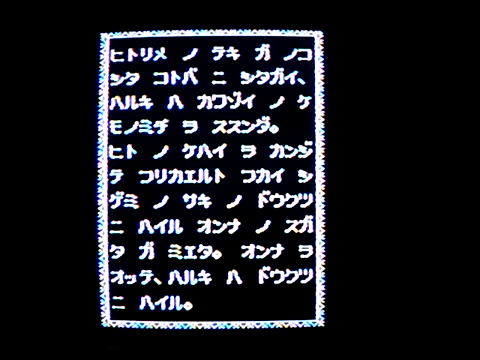 ヒトリメ ノ テキ ガ ノコ
シタ コトバ ニ シタガイ、
ハルキ ハ カワゾイ ノ ケ
モノミチ ヲ ススンダ。
ヒト ノ ケハイ ヲ カンジ
テ フリカエルト フカイ シ
ゲミ ノ サキ ノ ドウクツ
ニ ハイル オンナ ノ スガ
タ ガ ミエタ。 オンナ ヲ
オッテ、ハルキ ハ ドウクツ
ニ ハイル。